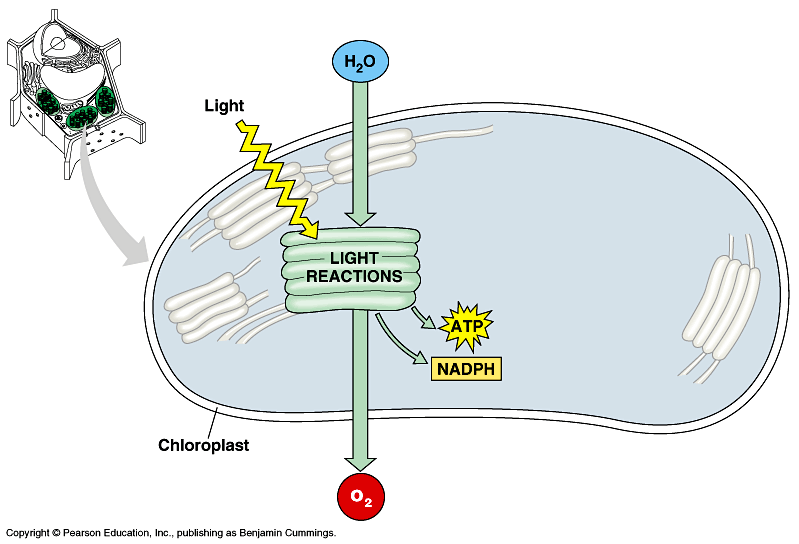 H₂O
Light
LIGHT
REACTIONS
ATP
NADPH
Chloroplast
O₂
Copyright © Pearson Education, Inc., publishing as Benjamin Cummings.